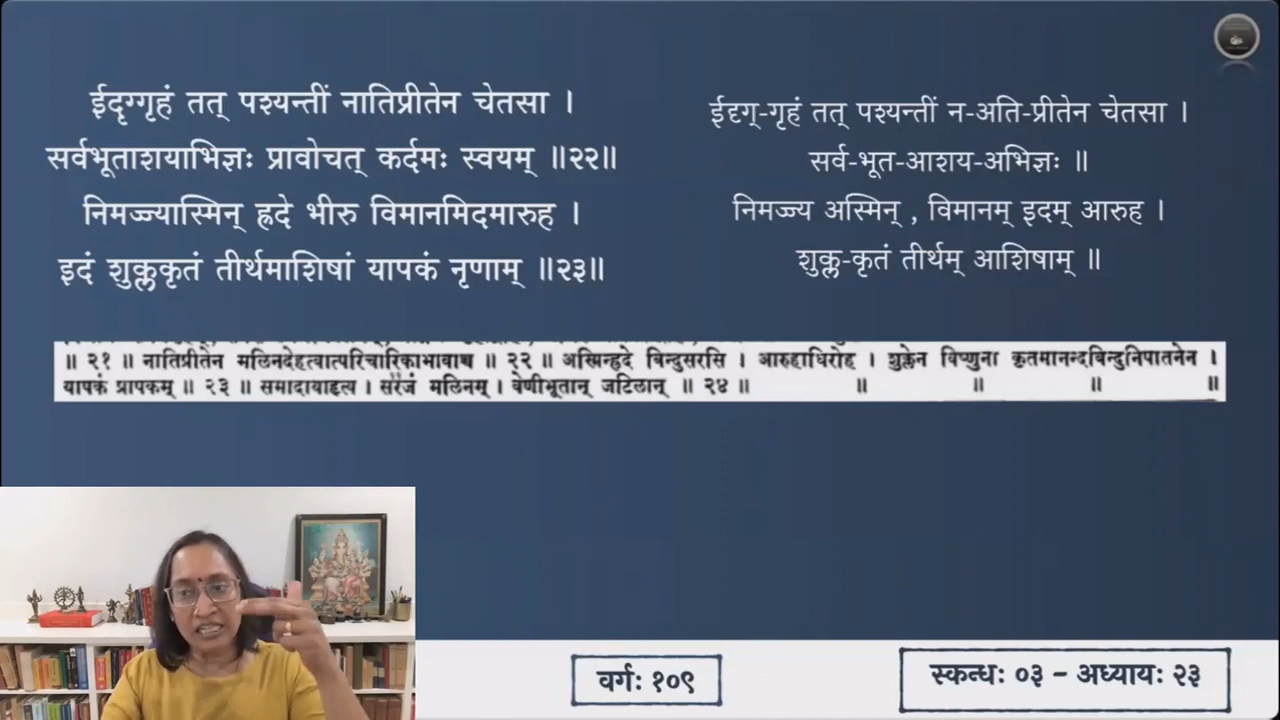 ईदृग्गृहं तत् पश्यन्तीं नातिप्रीतेन चेतसा ।
सर्वभूताशयाभिज्ञः प्रावोचत् कर्दमः स्वयम् ॥२२॥
निमज्ज्यास्मिन् ह्रदे भीरु विमानमिदमारुह ।
इदं शुक्लकृतं तीर्थमाशिषां यापकं नृणाम् ॥२३॥
ईदृग्-गृहं तत् पश्यन्तीं न-अति-प्रीतेन चेतसा ।
सर्व-भूत-आशय-अभिज्ञः ॥
निमज्ज्य अस्मिन् , विमानम् इदम् आरुह ।
शुक्ल-कृतं तीर्थम् आशिषाम् ॥
॥ २१ ॥ नातिप्रीतेन मलिनदेहत्वात्परिचारिकाभावाच्च ॥ २२ ॥ अस्मिन्ह्रदे बिन्दुसरसि । आरुहाधिरोह । शुक्लेन विष्णुना कृतमानन्दबिन्दुनिपातनेन ।
यापकं प्रापकम् ॥ २३ ॥ समादायाहृत्य । सरजं मलिनम् । वेणीभूतान् जटिलान् ॥ २४ ॥ ॥ ॥ ॥ ॥
वर्गः १०९
स्कन्धः ०३ - अध्यायः २३